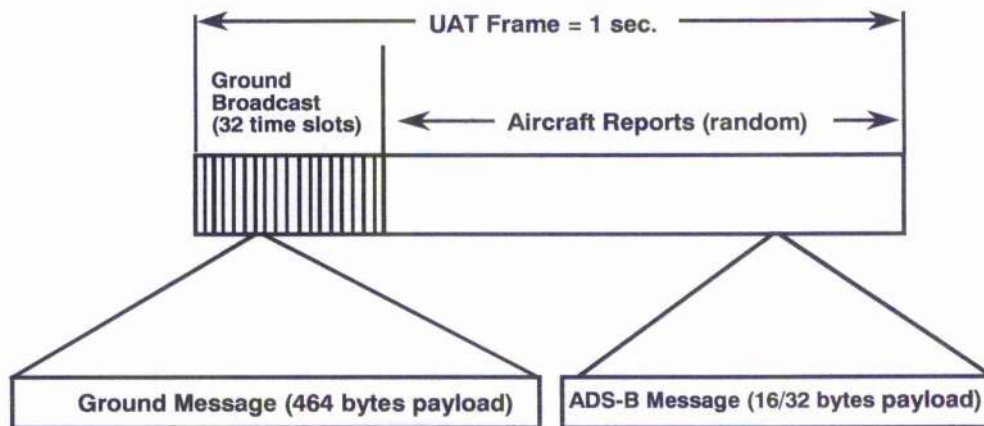 UAT Frame = 1 sec.
Ground
Broadcast
(32 time slots)
Aircraft Reports (random)
Ground Message (464 bytes payload)
ADS-B Message (16/32 bytes payload)